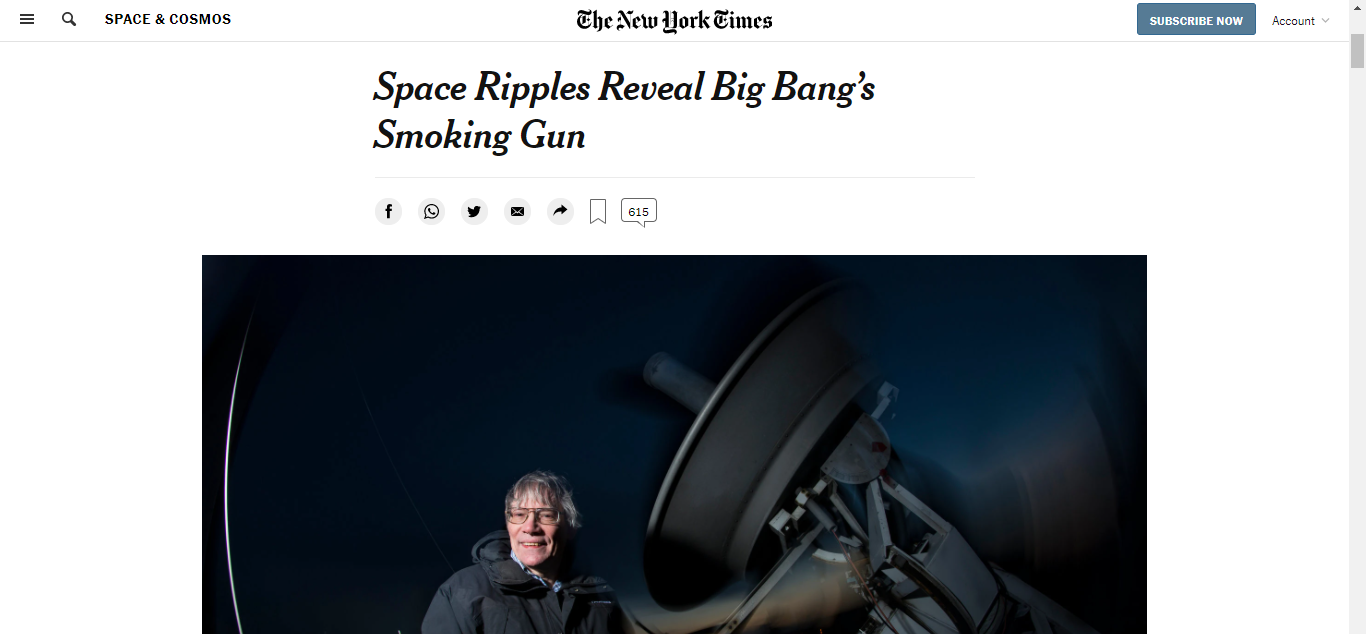 SPACE & COSMOS
The New York Times
SUBSCRIBE NOW
Account
Space Ripples Reveal Big Bang’s
Smoking Gun
615